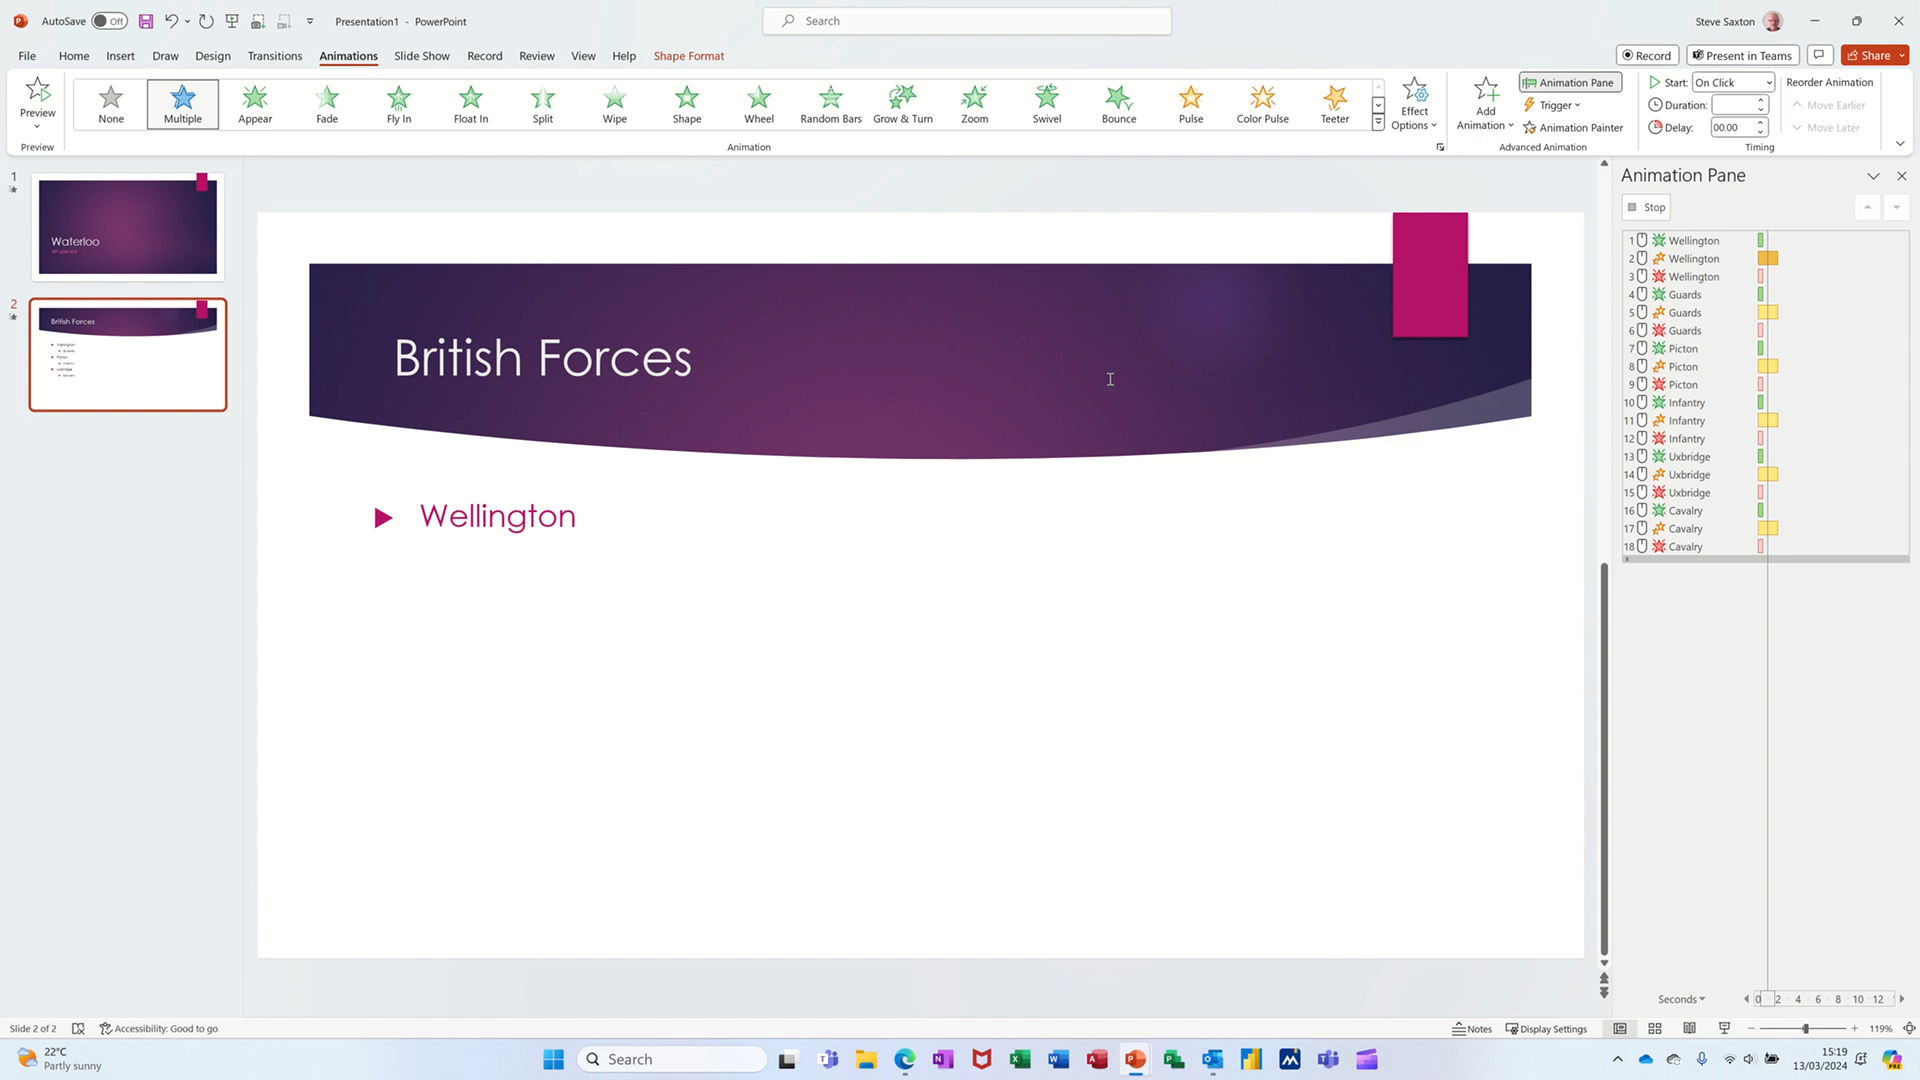 AutoSave Off Presentation1 - PowerPoint Search Steve Saxton
File Home Insert Draw Design Transitions Animations Slide Show Record Review View Help Shape Format Record Present in Teams Share
Preview None Multiple Appear Fade Fly In Float In Split Wipe Shape Wheel Random Bars Grow & Turn Zoom Swivel Bounce Pulse Color Pulse Teeter
Effect Options Add Animation Animation Pane Trigger Animation Painter
Start: On Click Reorder Animation
Duration: Move Earlier
Delay: 00.00 Move Later
Preview Animation Advanced Animation Timing
1
Waterloo
2
British Forces
Wellington
Picton
Uxbridge
British Forces
Wellington
Animation Pane
Stop
1 Wellington
2 Wellington
3 Wellington
4 Guards
5 Guards
6 Guards
7 Picton
8 Picton
9 Picton
10 Infantry
11 Infantry
12 Infantry
13 Uxbridge
14 Uxbridge
15 Uxbridge
16 Cavalry
17 Cavalry
18 Cavalry
Seconds 0 2 4 6 8 10 12
Slide 2 of 2 Accessibility: Good to go Notes Display Settings 119%
22°C
Partly sunny
Search
15:19
13/03/2024
PRE